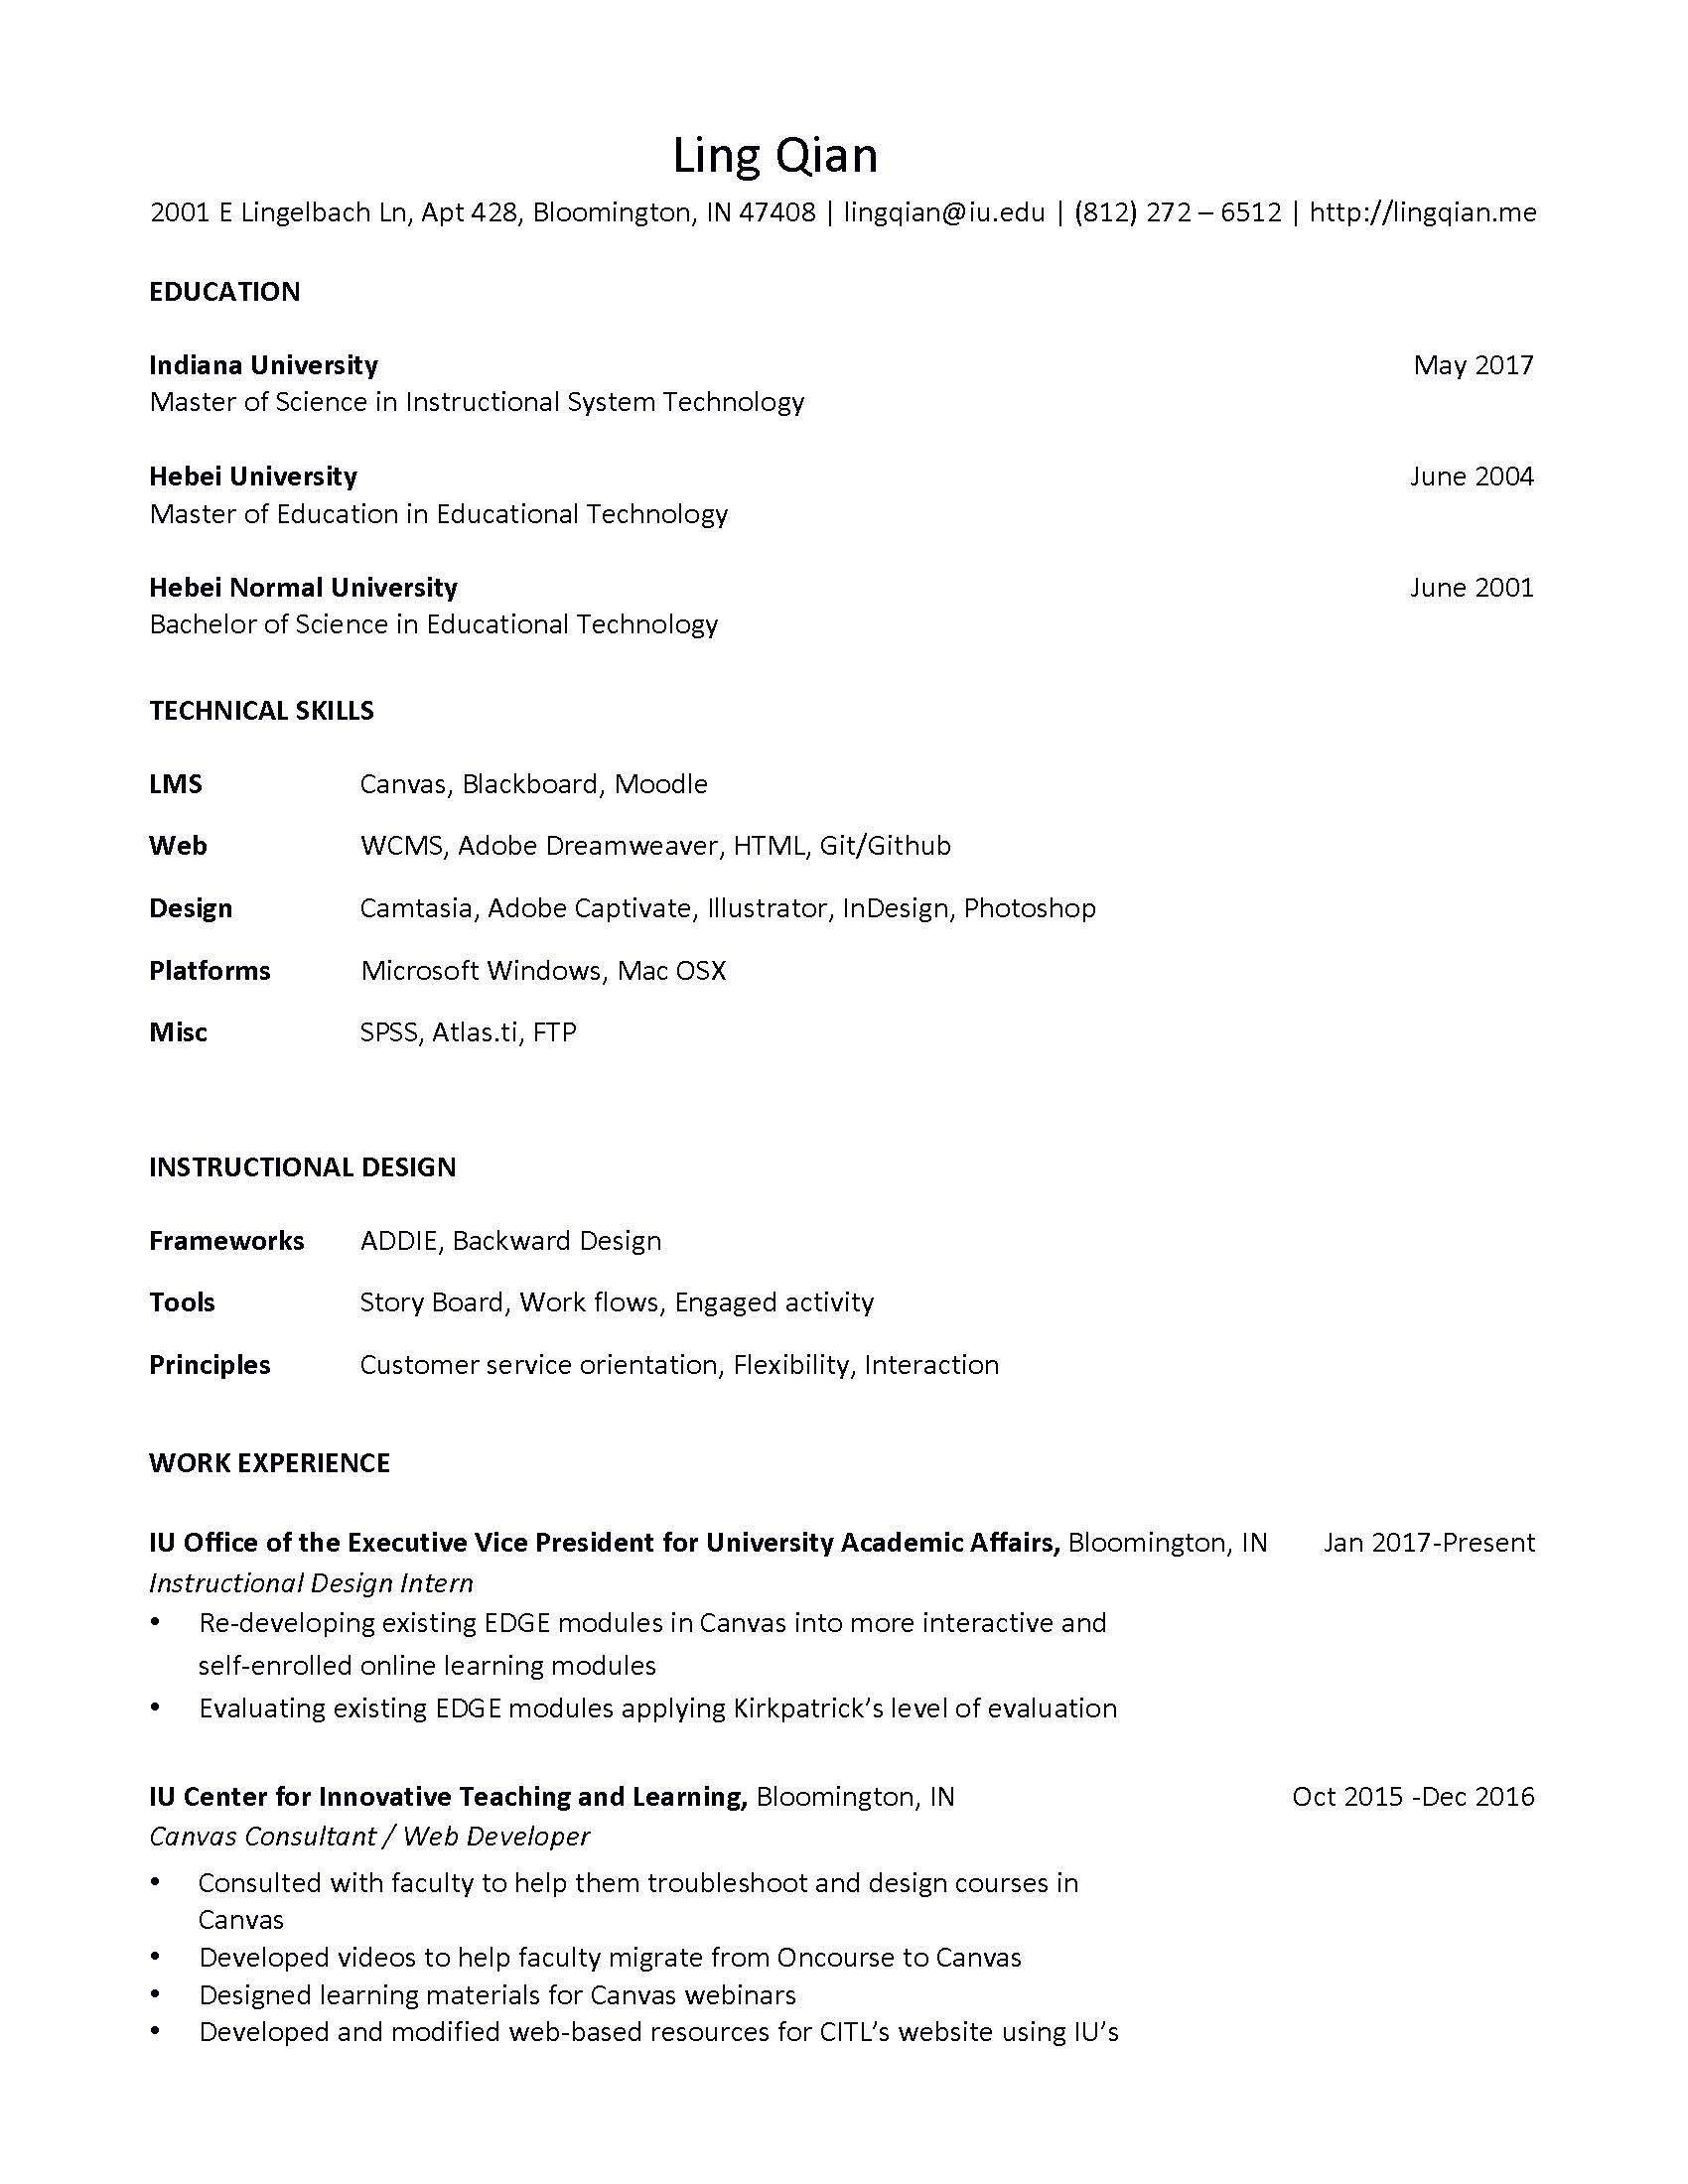 Ling Qian
2001 E Lingelbach Ln, Apt 428, Bloomington, IN 47408 | lingqian@iu.edu | (812) 272 – 6512 | http://lingqian.me
EDUCATION
Indiana University May 2017
Master of Science in Instructional System Technology
Hebei University June 2004
Master of Education in Educational Technology
Hebei Normal University June 2001
Bachelor of Science in Educational Technology
TECHNICAL SKILLS
LMS Canvas, Blackboard, Moodle
Web WCMS, Adobe Dreamweaver, HTML, Git/Github
Design Camtasia, Adobe Captivate, Illustrator, InDesign, Photoshop
Platforms Microsoft Windows, Mac OSX
Misc SPSS, Atlas.ti, FTP
INSTRUCTIONAL DESIGN
Frameworks ADDIE, Backward Design
Tools Story Board, Work flows, Engaged activity
Principles Customer service orientation, Flexibility, Interaction
WORK EXPERIENCE
IU Office of the Executive Vice President for University Academic Affairs, Bloomington, IN Jan 2017-Present
Instructional Design Intern
• Re-developing existing EDGE modules in Canvas into more interactive and
self-enrolled online learning modules
• Evaluating existing EDGE modules applying Kirkpatrick’s level of evaluation
IU Center for Innovative Teaching and Learning, Bloomington, IN Oct 2015 -Dec 2016
Canvas Consultant / Web Developer
• Consulted with faculty to help them troubleshoot and design courses in
Canvas
• Developed videos to help faculty migrate from Oncourse to Canvas
• Designed learning materials for Canvas webinars
• Developed and modified web-based resources for CITL’s website using IU’s